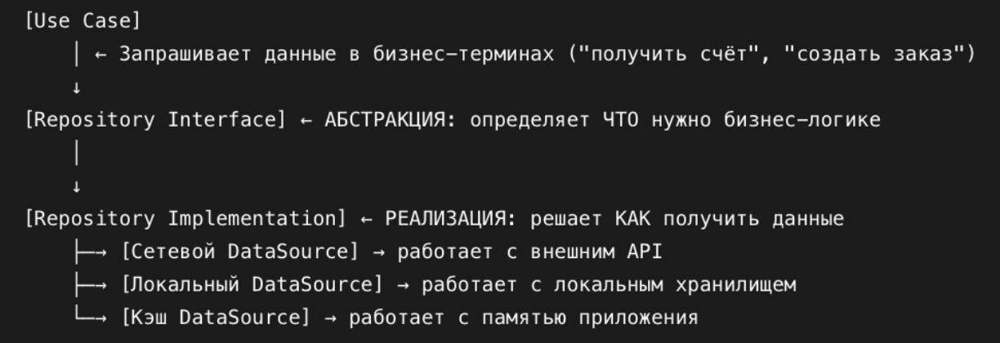 [Use Case]
│ ← Запрашивает данные в бизнес–терминах ("получить счёт", "создать заказ")
↓
[Repository Interface] ← АБСТРАКЦИЯ: определяет ЧТО нужно бизнес–логике
│
↓
[Repository Implementation] ← РЕАЛИЗАЦИЯ: решает КАК получить данные
├─→ [Сетевой DataSource] → работает с внешним API
├─→ [Локальный DataSource] → работает с локальным хранилищем
└─→ [Кэш DataSource] → работает с памятью приложения